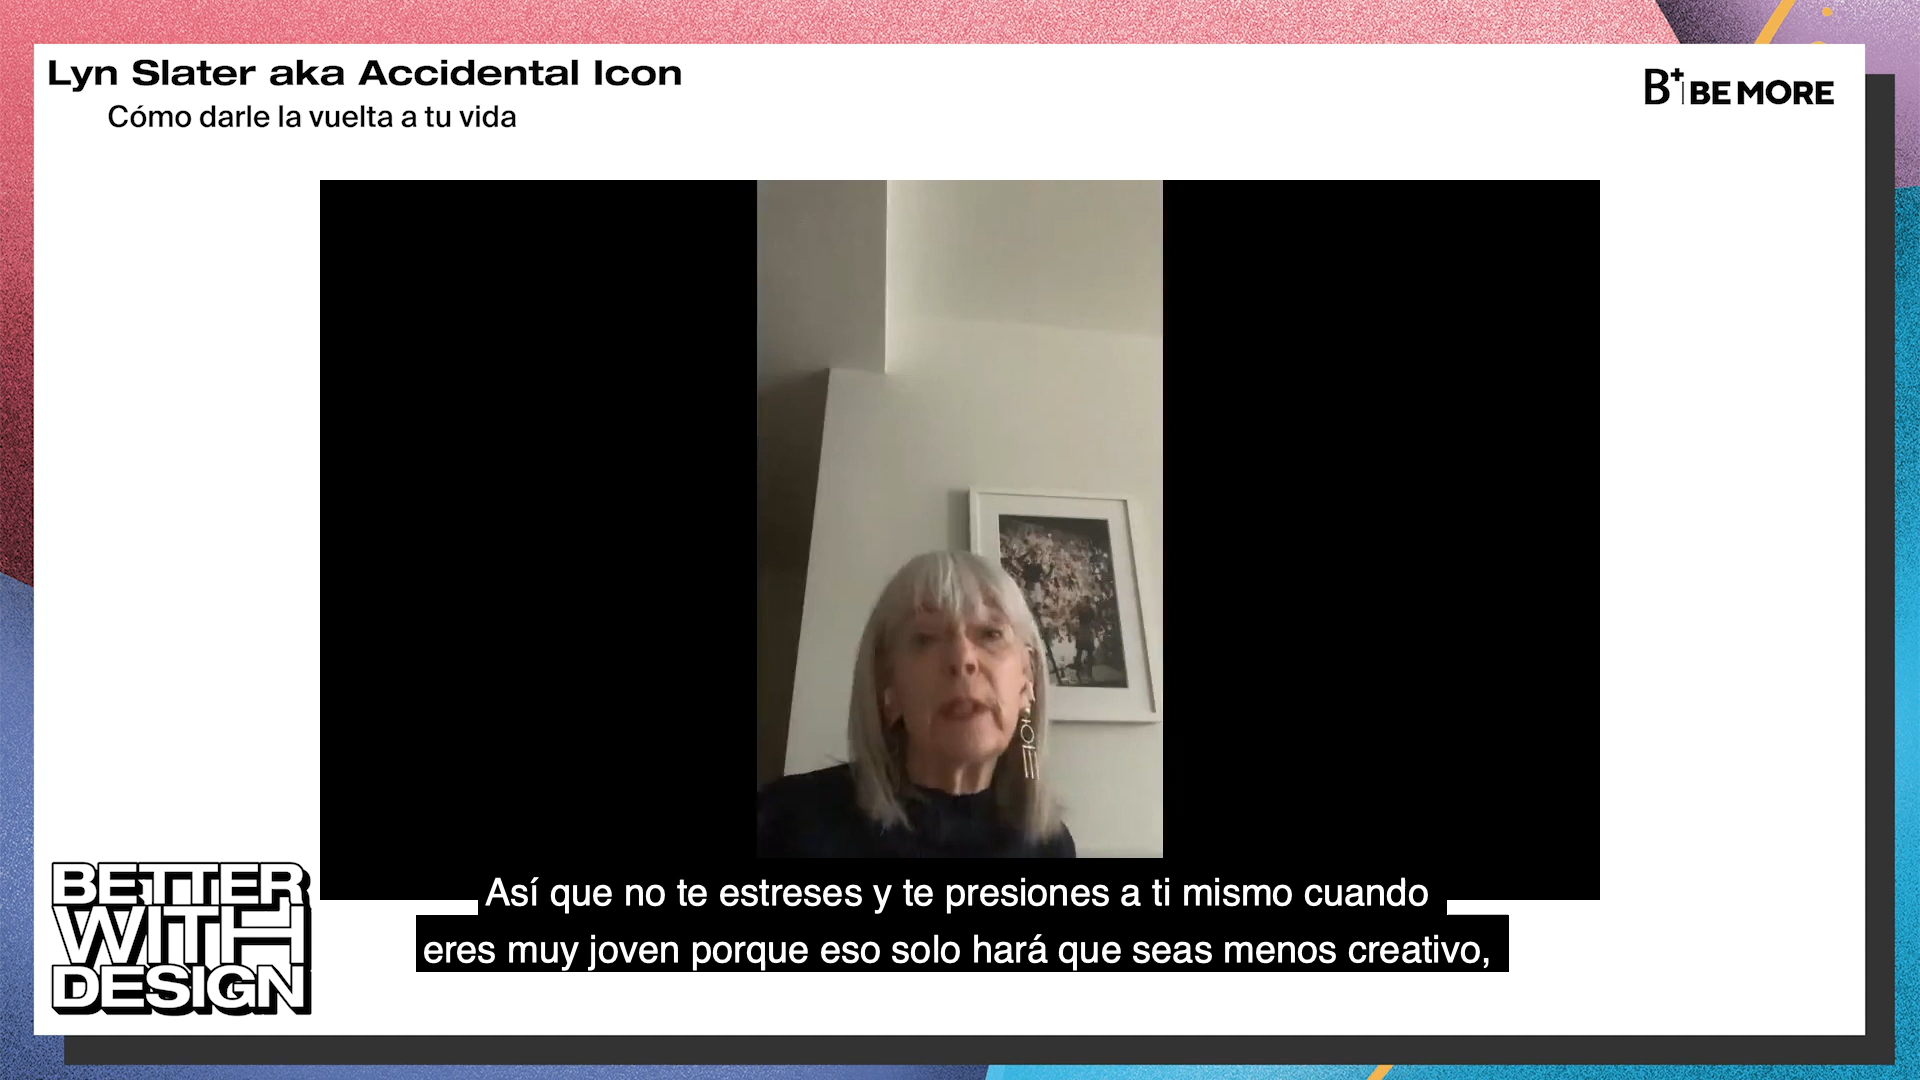 Lyn Slater aka Accidental Icon
Cómo darle la vuelta a tu vida
B+ BE MORE
Así que no te estreses y te presiones a ti mismo cuando
eres muy joven porque eso solo hará que seas menos creativo,
BETTER
WITH
DESIGN